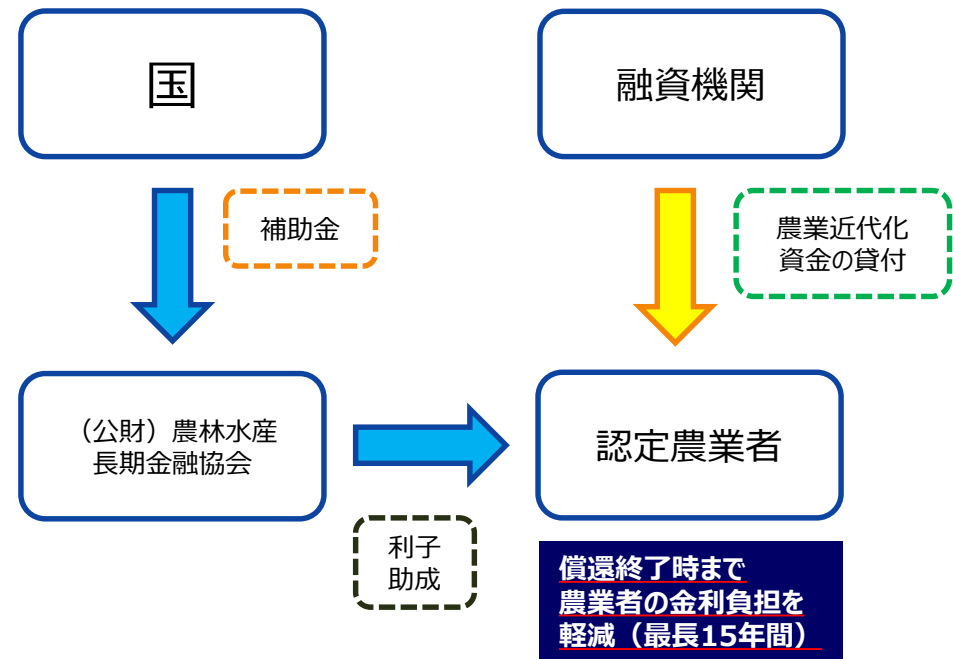 国
融資機関
補助金
農業近代化
資金の貸付
（公財）農林水産
長期金融協会
認定農業者
利子
助成
償還終了時まで
農業者の金利負担を
軽減（最長15年間）